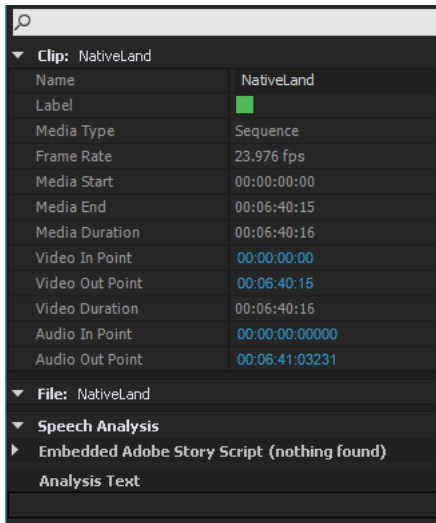 Clip: NativeLand
Name NativeLand
Label
Media Type Sequence
Frame Rate 23.976 fps
Media Start 00:00:00:00
Media End 00:06:40:15
Media Duration 00:06:40:16
Video In Point 00:00:00:00
Video Out Point 00:06:40:15
Video Duration 00:06:40:16
Audio In Point 00:00:00:00000
Audio Out Point 00:06:41:03231
File: NativeLand
Speech Analysis
Embedded Adobe Story Script (nothing found)
Analysis Text